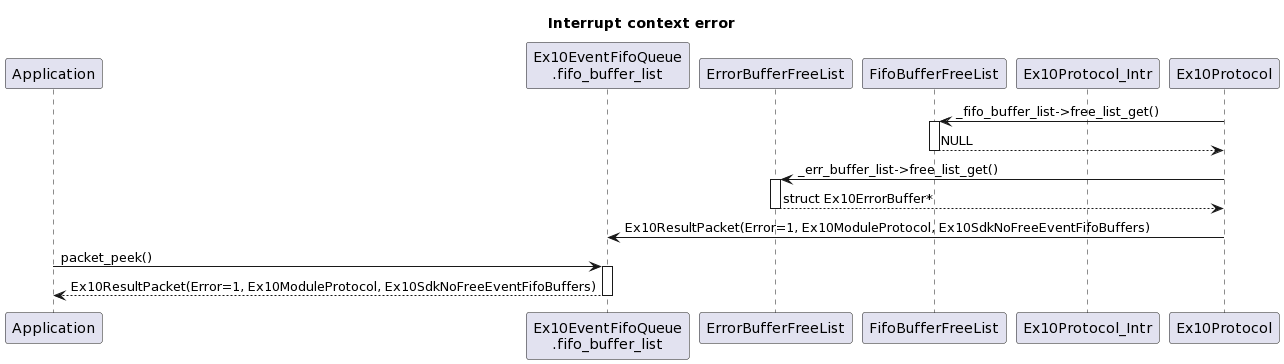 Interrupt context error
Application
Ex10EventFifoQueue
.fifo_buffer_list
ErrorBufferFreeList
FifoBufferFreeList
Ex10Protocol_Intr
Ex10Protocol
_fifo_buffer_list->free_list_get()
NULL
_err_buffer_list->free_list_get()
struct Ex10ErrorBuffer*
Ex10ResultPacket(Error=1, Ex10ModuleProtocol, Ex10SdkNoFreeEventFifoBuffers)
packet_peek()
Ex10ResultPacket(Error=1, Ex10ModuleProtocol, Ex10SdkNoFreeEventFifoBuffers)
Application
Ex10EventFifoQueue
.fifo_buffer_list
ErrorBufferFreeList
FifoBufferFreeList
Ex10Protocol_Intr
Ex10Protocol